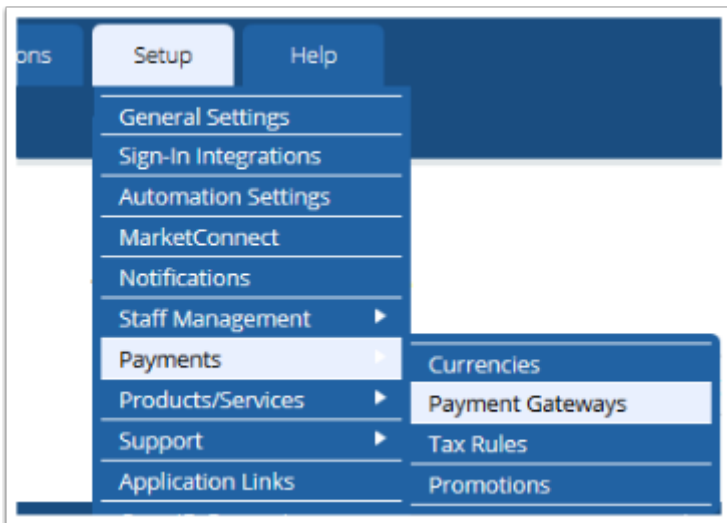 ons Setup Help
General Settings
Sign-In Integrations
Automation Settings
MarketConnect
Notifications
Staff Management
Payments
Currencies
Products/Services
Payment Gateways
Support
Tax Rules
Application Links
Promotions